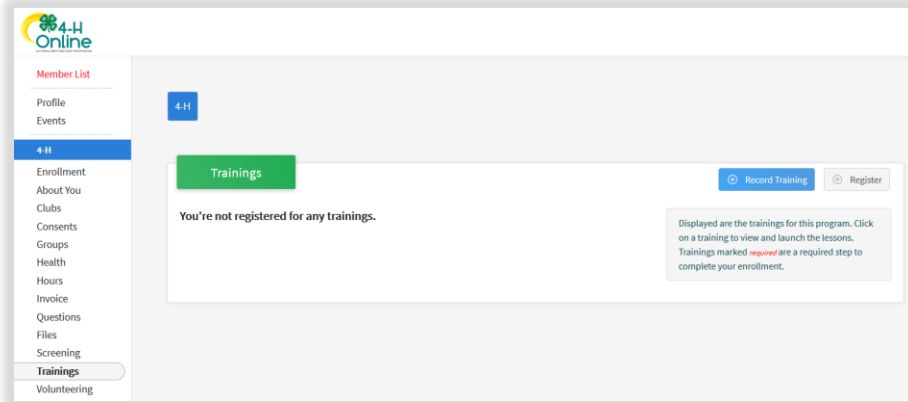 4-H
Online
Member List
Profile
Events
4-H
Enrollment
About You
Clubs
Consents
Groups
Health
Hours
Invoice
Questions
Files
Screening
Trainings
Volunteering
4-H
Trainings
Record Training
Register
You're not registered for any trainings.
Displayed are the trainings for this program. Click
on a training to view and launch the lessons.
Trainings marked required are a required step to
complete your enrollment.